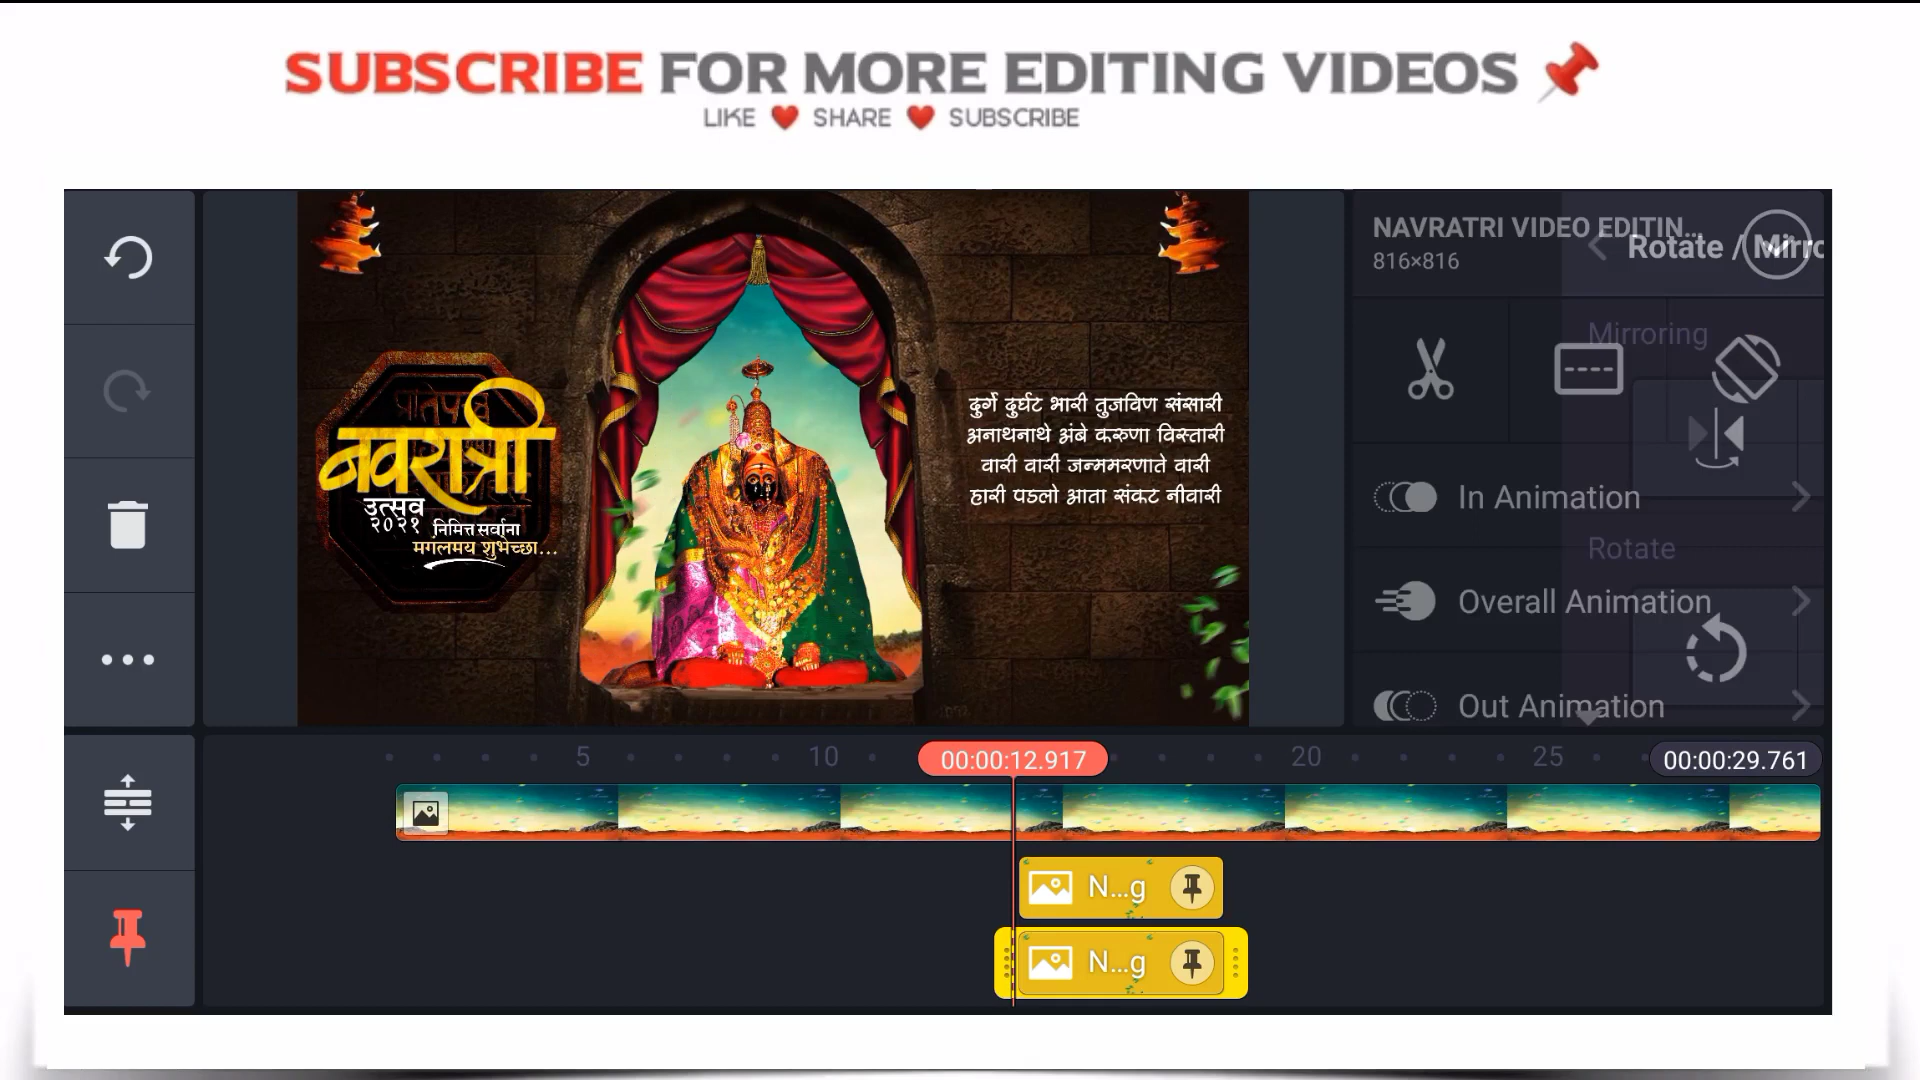 SUBSCRIBE FOR MORE EDITING VIDEOS
LIKE SHARE SUBSCRIBE
नवरात्री
उत्सव
२०२१ निमित्त सर्वाना
मगलमय शुभेच्छा...
दुर्गे दुर्घट भारी तुजविण संसारी
अनाथनाथे अंबे करुणा विस्तारी
वारी वारी जन्ममरणाते वारी
हारी पडलो आता संकट नीवारी
NAVRATRI VIDEO EDITIN...
816×816
Rotate / Mirro
Mirroring
In Animation
Rotate
Overall Animation
Out Animation
5
10
00:00:12.917
20
25
00:00:29.761
N...g
N...g